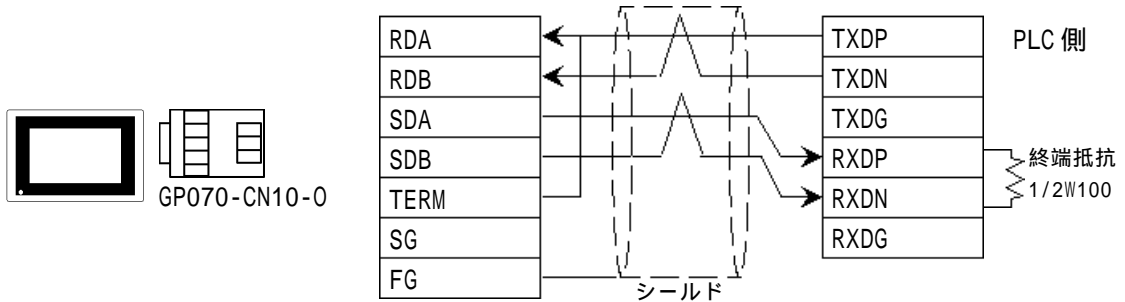 GP070-CN10-O
RDA
RDB
SDA
SDB
TERM
SG
FG
シールド
TXDP
TXDN
TXDG
RXDP
RXDN
RXDG
PLC 側
終端抵抗
1/2W100